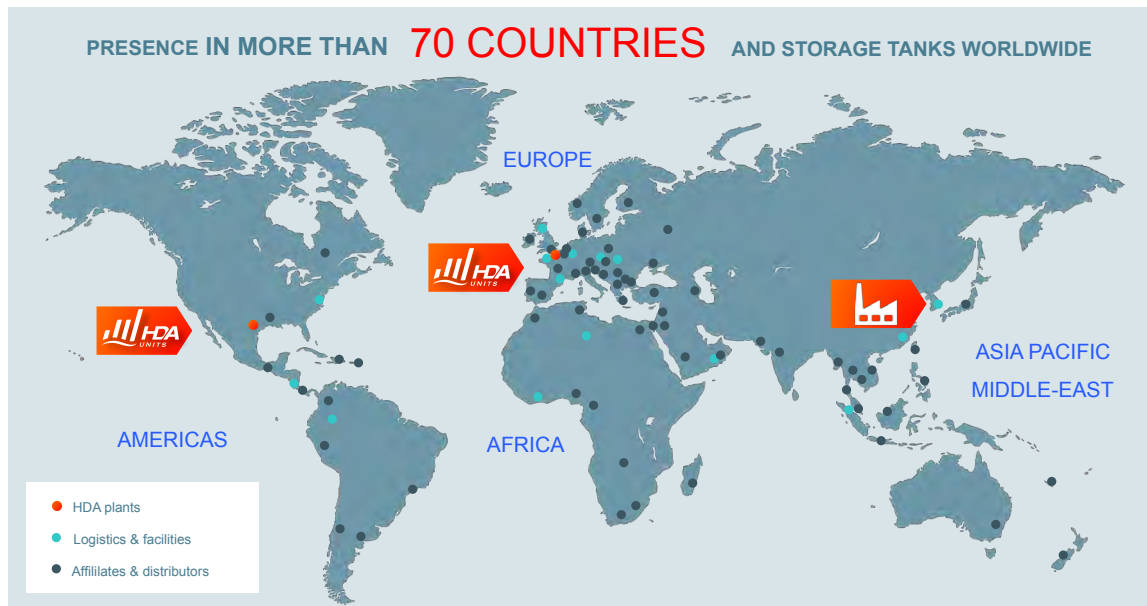 PRESENCE IN MORE THAN 70 COUNTRIES AND STORAGE TANKS WORLDWIDE
EUROPE
HDA
UNITS
HDA
UNITS
ASIA PACIFIC
MIDDLE-EAST
AMERICAS
AFRICA
HDA plants
Logistics & facilities
Affililates & distributors